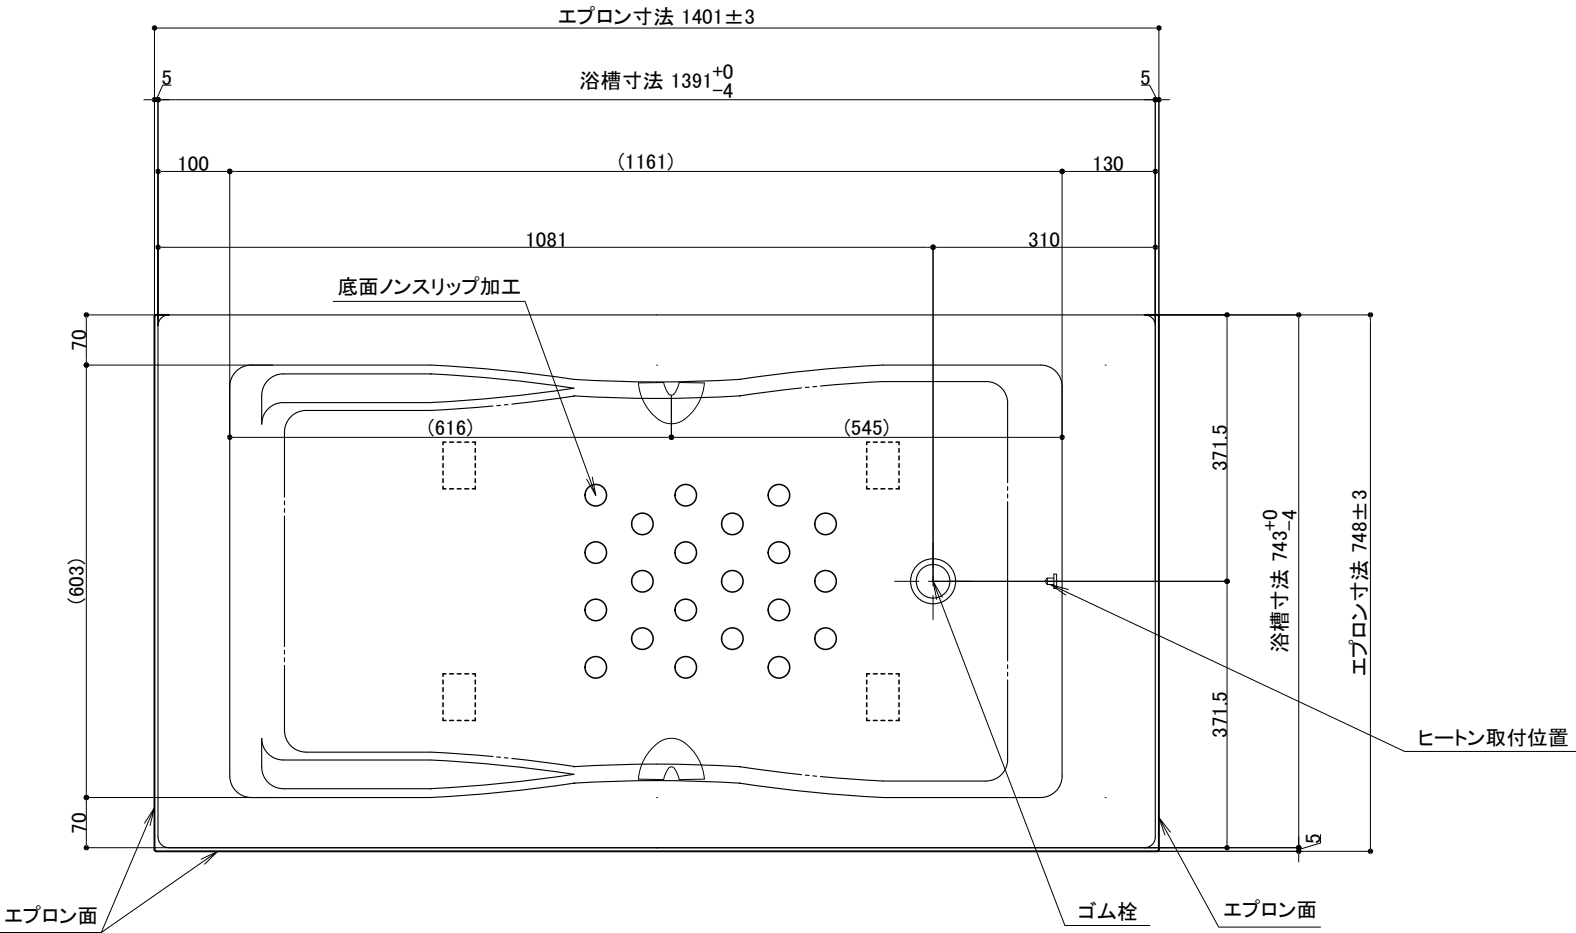 エプロン寸法 1401±3
5
浴槽寸法 1391 +0 -4
5
100
(1161)
130
1081
310
底面ノンスリップ加工
70
(616)
(545)
371.5
浴槽寸法 743 +0 -4
エプロン寸法 748±3
(603)
371.5
ヒートン取付位置
70
5
エプロン面
ゴム栓
エプロン面